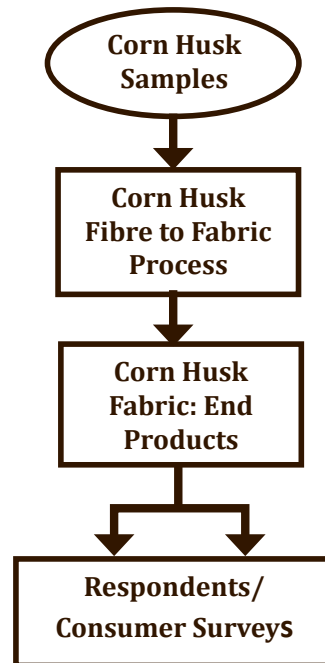 Corn Husk
Samples
Corn Husk
Fibre to Fabric
Process
Corn Husk
Fabric: End
Products
Respondents/
Consumer Surveys